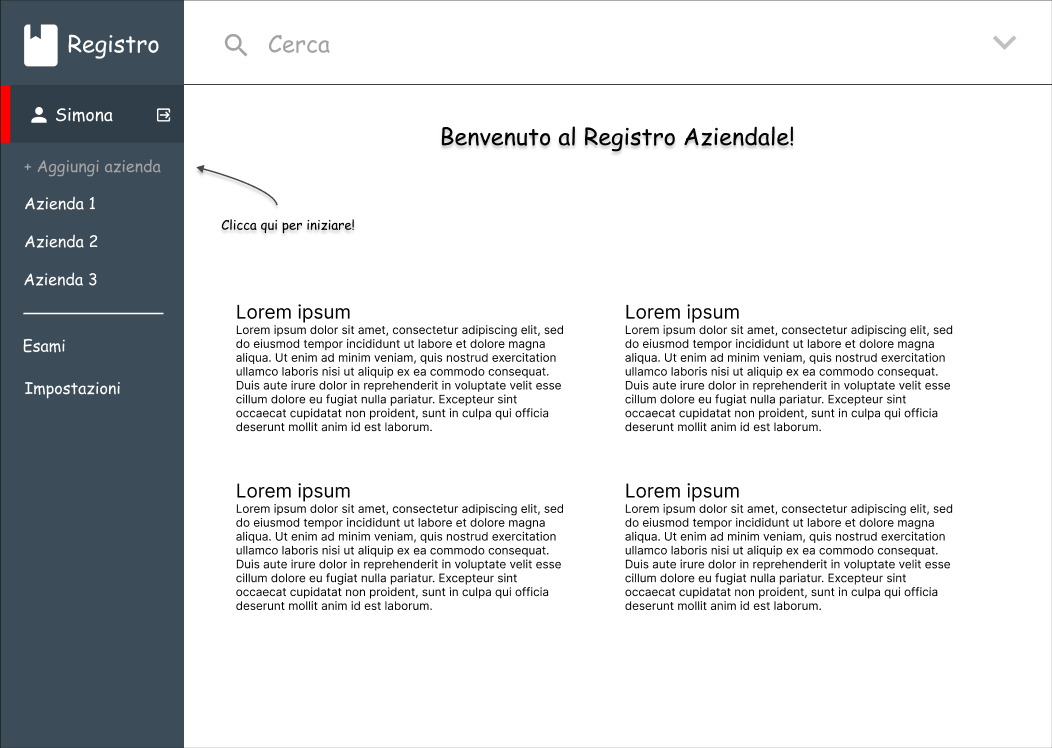 Registro
Cerca
Simona
+ Aggiungi azienda
Azienda 1
Azienda 2
Azienda 3
Esami
Impostazioni
Benvenuto al Registro Aziendale!
Clicca qui per iniziare!
Lorem ipsum
Lorem ipsum dolor sit amet, consectetur adipiscing elit, sed
do eiusmod tempor incididunt ut labore et dolore magna
aliqua. Ut enim ad minim veniam, quis nostrud exercitation
ullamco laboris nisi ut aliquip ex ea commodo consequat.
Duis aute irure dolor in reprehenderit in voluptate velit esse
cillum dolore eu fugiat nulla pariatur. Excepteur sint
occaecat cupidatat non proident, sunt in culpa qui officia
deserunt mollit anim id est laborum.
Lorem ipsum
Lorem ipsum dolor sit amet, consectetur adipiscing elit, sed
do eiusmod tempor incididunt ut labore et dolore magna
aliqua. Ut enim ad minim veniam, quis nostrud exercitation
ullamco laboris nisi ut aliquip ex ea commodo consequat.
Duis aute irure dolor in reprehenderit in voluptate velit esse
cillum dolore eu fugiat nulla pariatur. Excepteur sint
occaecat cupidatat non proident, sunt in culpa qui officia
deserunt mollit anim id est laborum.
Lorem ipsum
Lorem ipsum dolor sit amet, consectetur adipiscing elit, sed
do eiusmod tempor incididunt ut labore et dolore magna
aliqua. Ut enim ad minim veniam, quis nostrud exercitation
ullamco laboris nisi ut aliquip ex ea commodo consequat.
Duis aute irure dolor in reprehenderit in voluptate velit esse
cillum dolore eu fugiat nulla pariatur. Excepteur sint
occaecat cupidatat non proident, sunt in culpa qui officia
deserunt mollit anim id est laborum.
Lorem ipsum
Lorem ipsum dolor sit amet, consectetur adipiscing elit, sed
do eiusmod tempor incididunt ut labore et dolore magna
aliqua. Ut enim ad minim veniam, quis nostrud exercitation
ullamco laboris nisi ut aliquip ex ea commodo consequat.
Duis aute irure dolor in reprehenderit in voluptate velit esse
cillum dolore eu fugiat nulla pariatur. Excepteur sint
occaecat cupidatat non proident, sunt in culpa qui officia
deserunt mollit anim id est laborum.